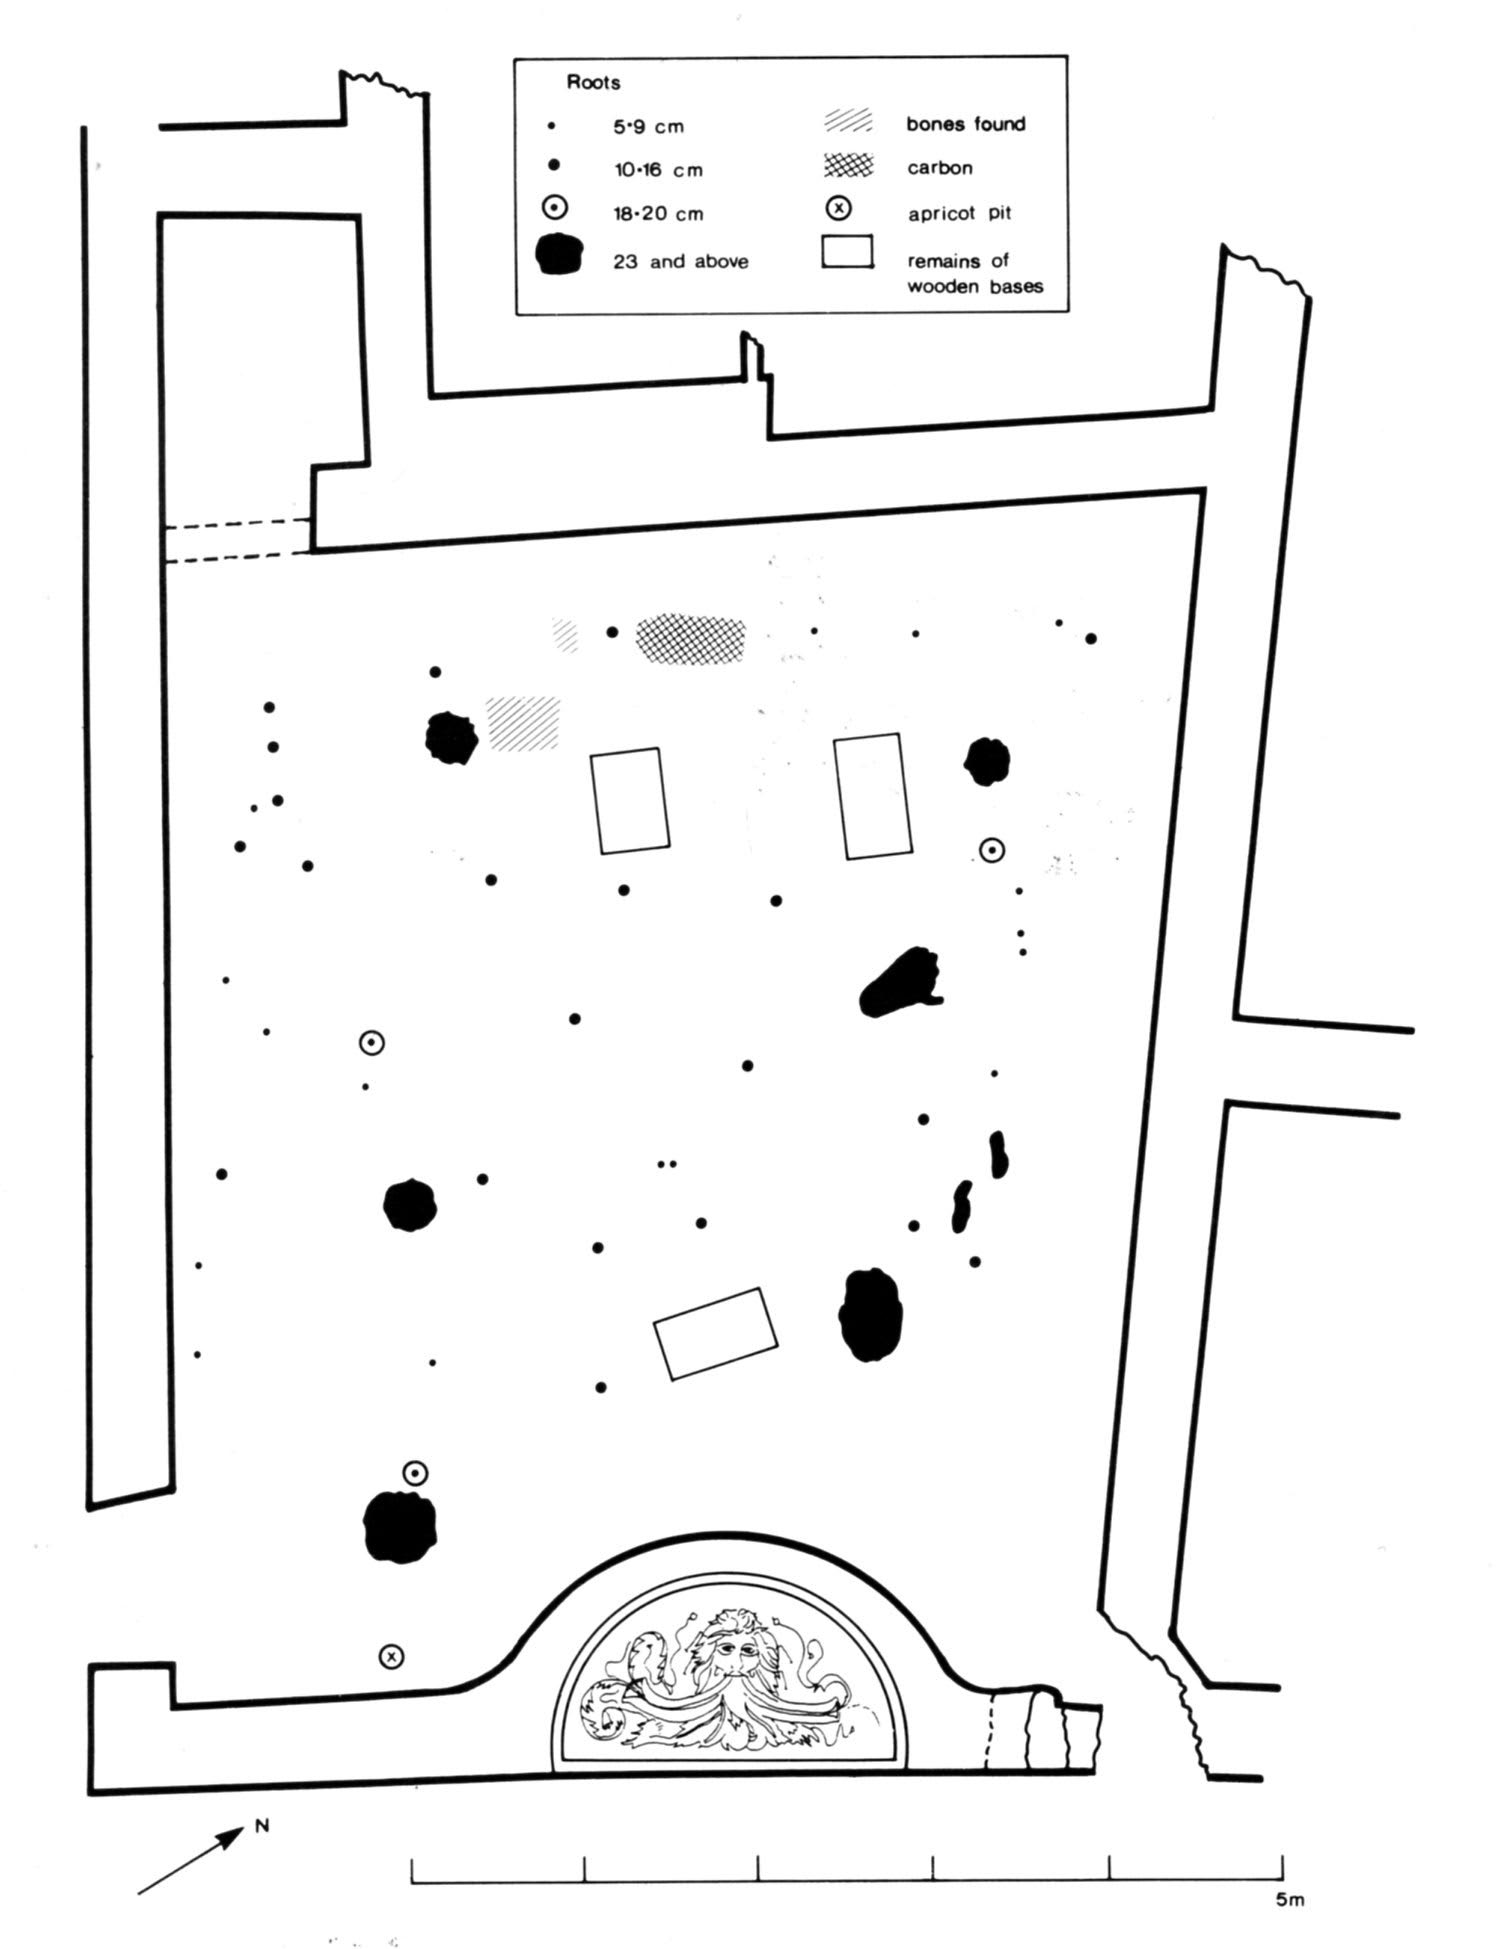 Roots
5·9 cm
10·16 cm
18·20 cm
23 and above
bones found
carbon
apricot pit
remains of
wooden bases
N
5m